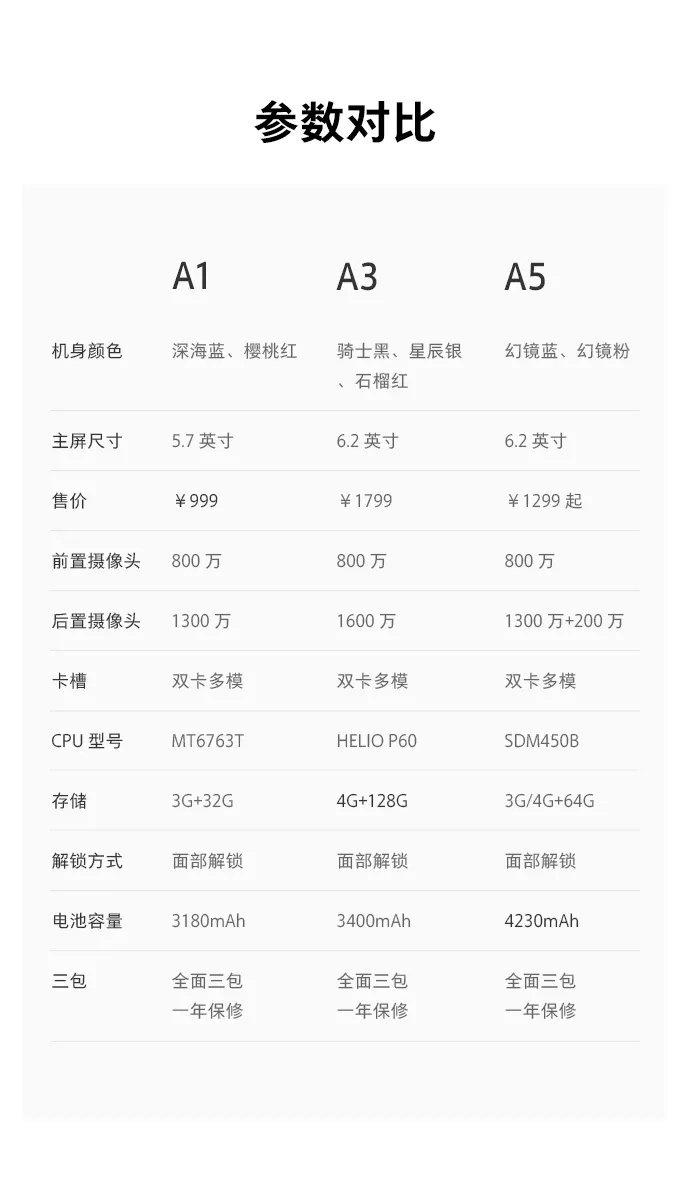 参数对比
A1 A3 A5
机身颜色 深海蓝、樱桃红 骑士黑、星辰银 幻镜蓝、幻镜粉
、石榴红
主屏尺寸 5.7 英寸 6.2 英寸 6.2 英寸
售价 ￥999 ￥1799 ￥1299 起
前置摄像头 800 万 800 万 800 万
后置摄像头 1300 万 1600 万 1300 万+200 万
卡槽 双卡多模 双卡多模 双卡多模
CPU 型号 MT6763T HELIO P60 SDM450B
存储 3G+32G 4G+128G 3G/4G+64G
解锁方式 面部解锁 面部解锁 面部解锁
电池容量 3180mAh 3400mAh 4230mAh
三包 全面三包 全面三包 全面三包
一年保修 一年保修 一年保修